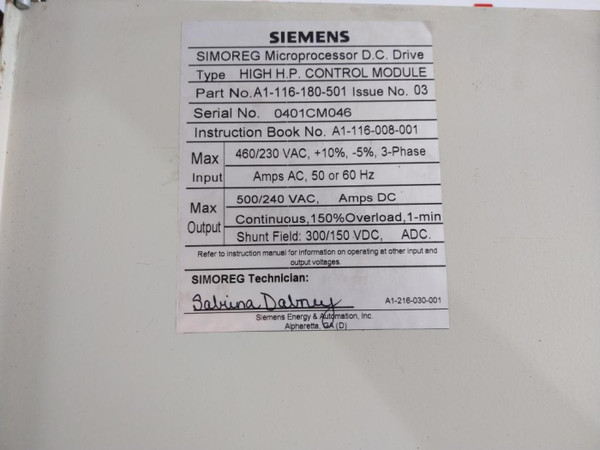 SIEMENS
SIMOREG Microprocessor D.C. Drive
Type HIGH H.P. CONTROL MODULE
Part No.A1-116-180-501 Issue No. 03
Serial No. 0401CM046
Instruction Book No. A1-116-008-001
Max Input 460/230 VAC, +10%, -5%, 3-Phase
Amps AC, 50 or 60 Hz
Max Output 500/240 VAC, Amps DC
Continuous,150%Overload,1-min
Shunt Field: 300/150 VDC, ADC.
Refer to instruction manual for information on operating at other input and
output voltages.
SIMOREG Technician:
Sabrina Dabney A1-216-030-001
Siemens Energy & Automation, Inc.
Alpharetta, GA (D)